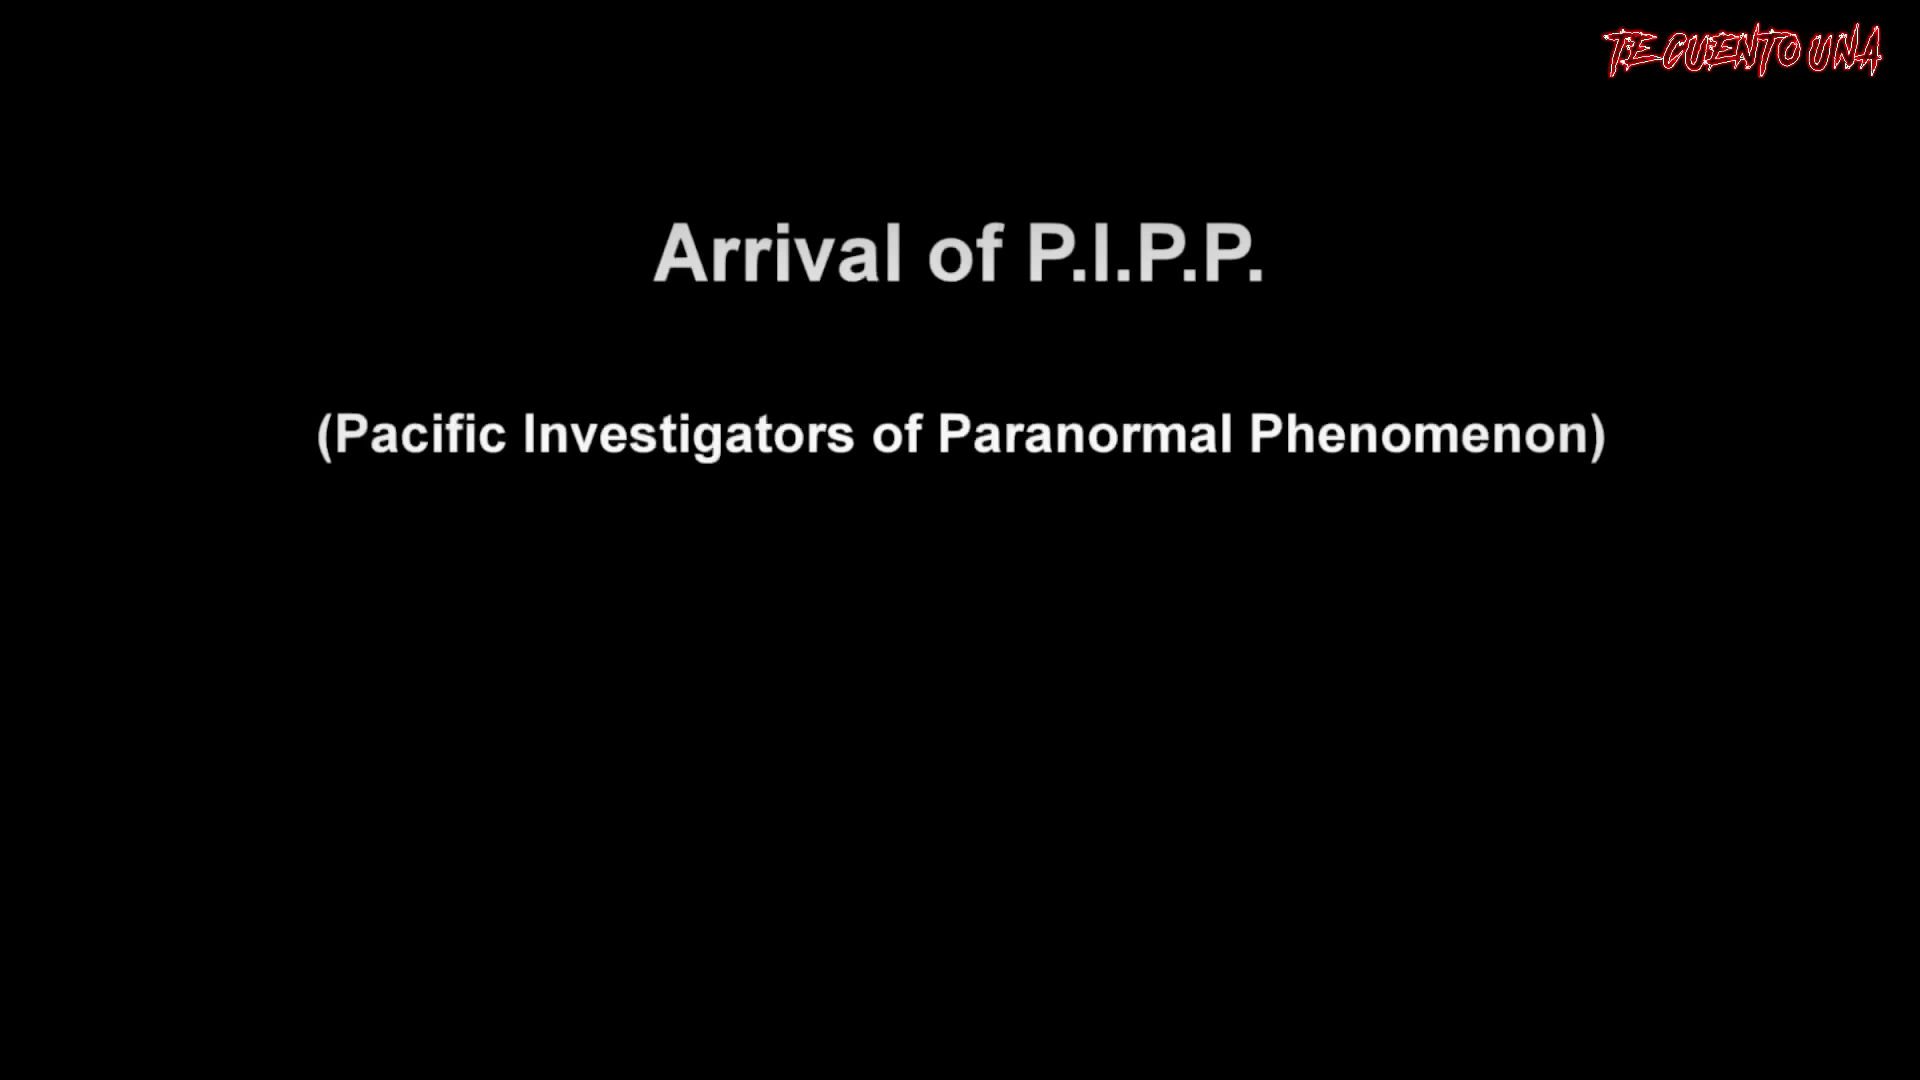 TE CUENTO UNA
Arrival of P.I.P.P.
(Pacific Investigators of Paranormal Phenomenon)